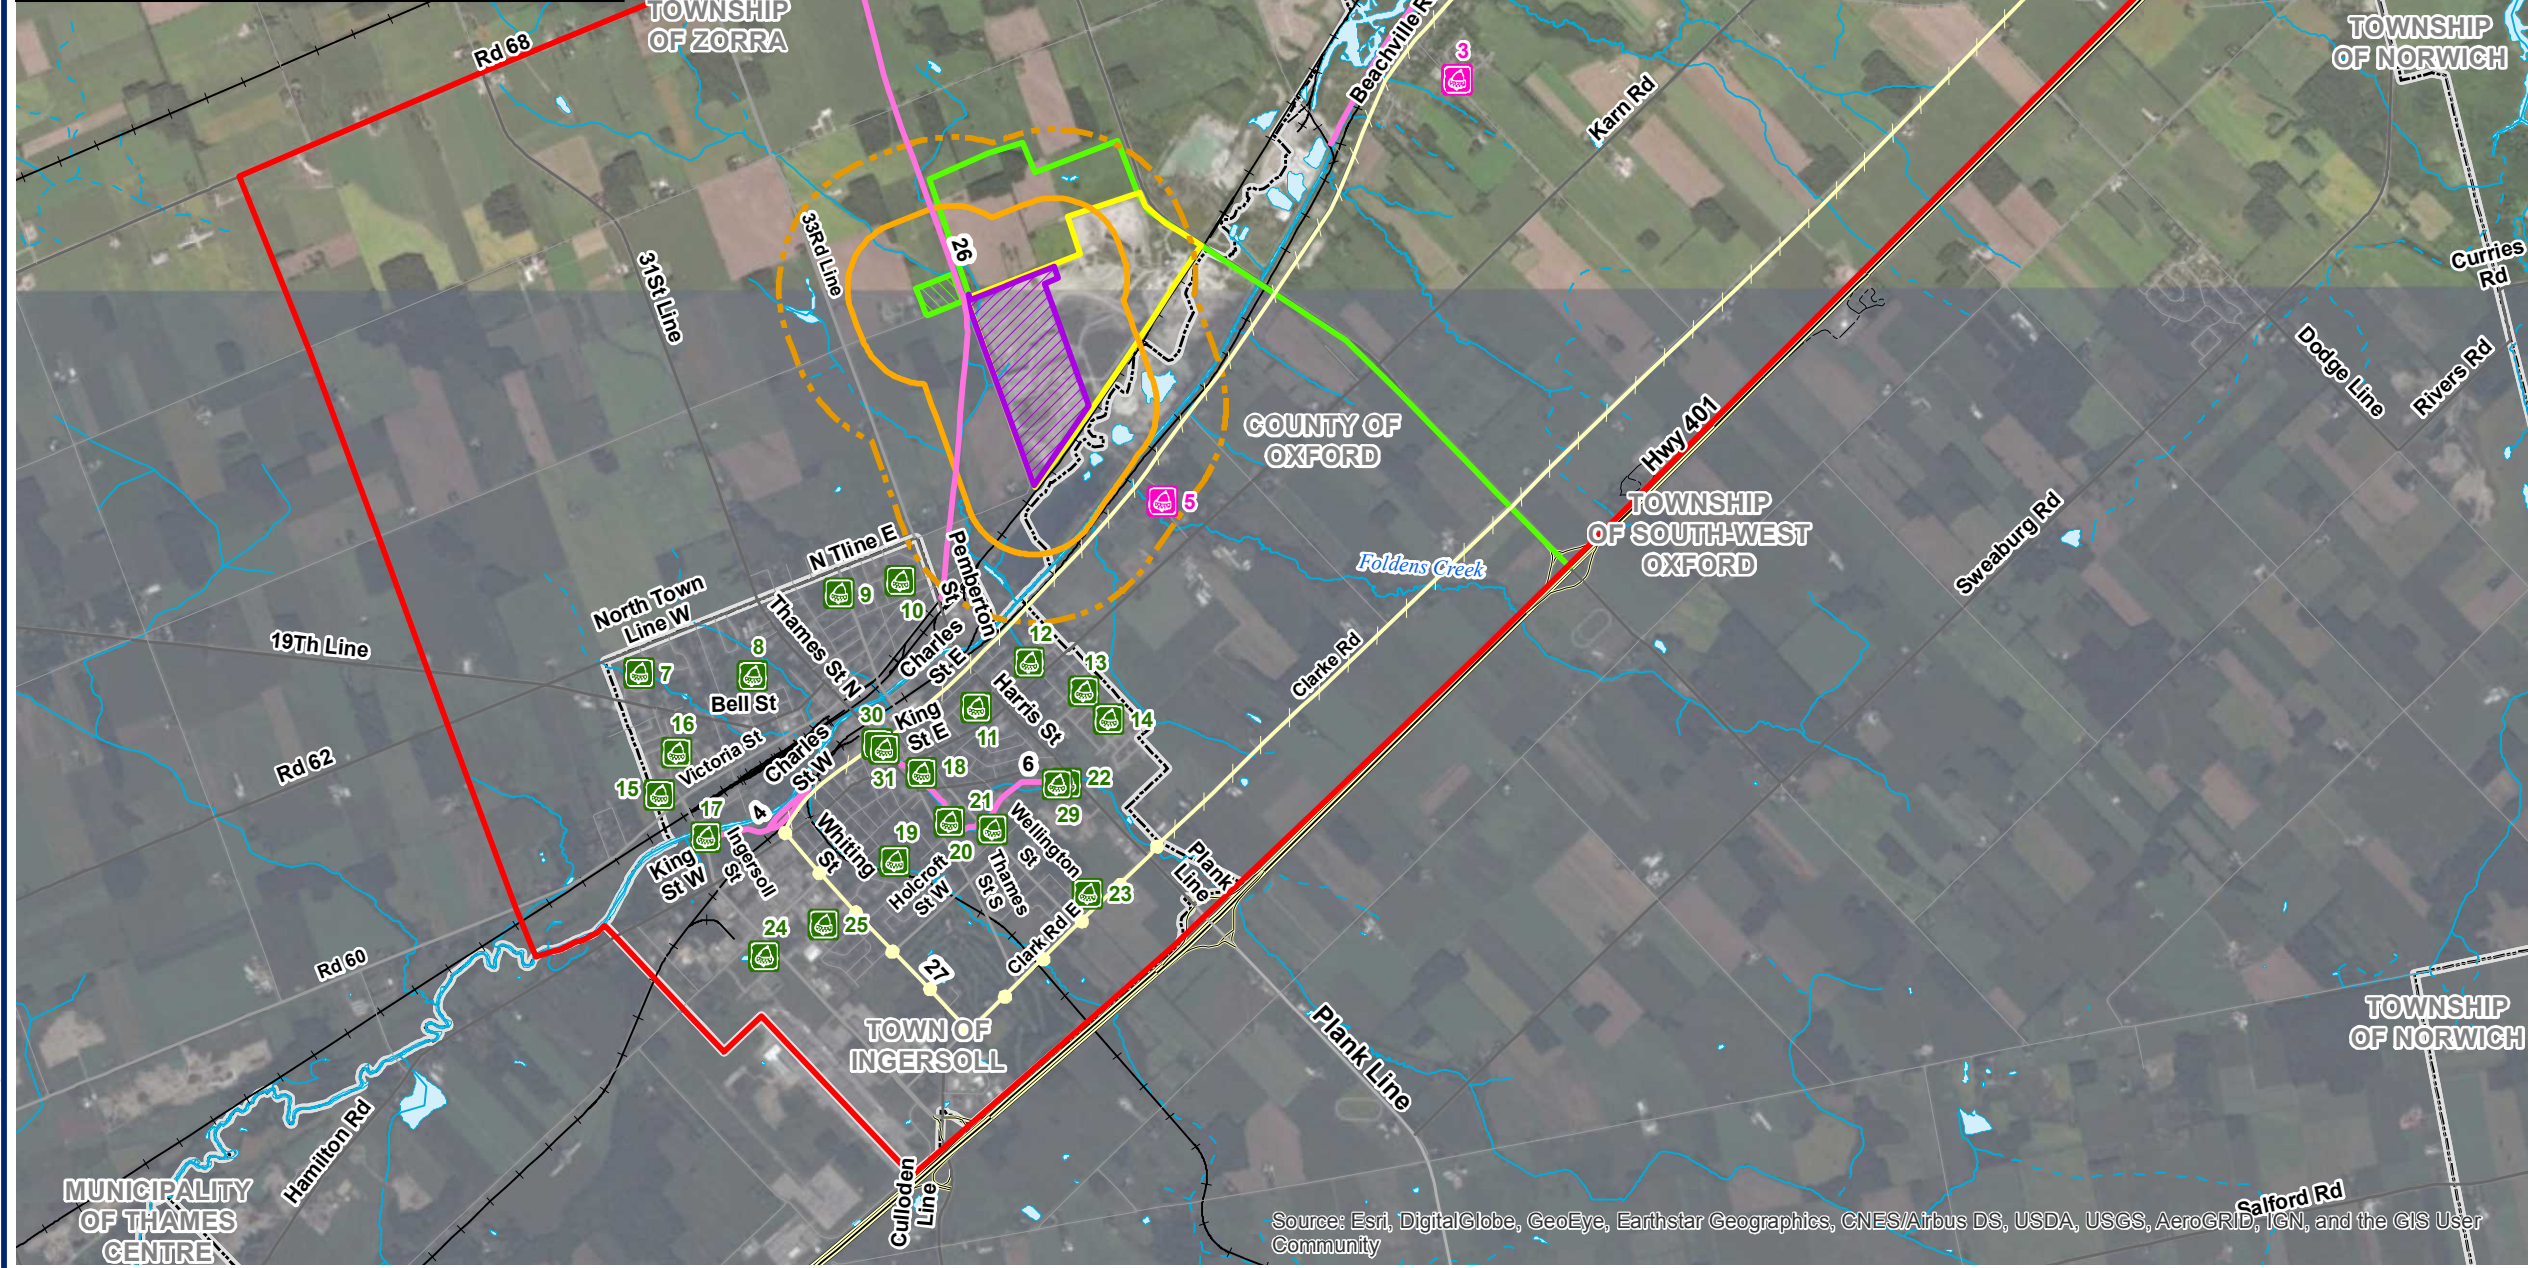 TOWNSHIP
OF ZORRA
Rd 68
Beachville R
3
TOWNSHIP
OF NORWICH
Karn Rd
33Rd Line
26
31St Line
Curries
Rd
Dodge Line
Rivers Rd
COUNTY OF
OXFORD
Hwy 401
5
TOWNSHIP
OF SOUTH-WEST
OXFORD
Foldens Creek
Sweaburg Rd
N Tline E
Pemberton
St
9
10
North Town
Line W
Thames St N
19Th Line
Charles
St E
12
7
8
Bell St
13
Harris St
Clarke Rd
14
16
30
King
St E
11
Victoria St
Charles
St W
Rd 62
31
18
6
22
15
17
4
21
29
Wellington
St
Whiting
St
19
20
King
St W
Ingersoll
St
Holcroft
St W
Thames
St S
Plank
Line
23
24
25
Clark Rd E
Rd 60
27
TOWN OF
INGERSOLL
Plank Line
TOWNSHIP
OF NORWICH
Hamilton Rd
MUNICIPALITY
OF THAMES
CENTRE
Culloden
Line
Salford Rd
Source: Esri, DigitalGlobe, GeoEye, Earthstar Geographics, CNES/Airbus DS, USDA, USGS, AeroGRID, IGN, and the GIS User
Community